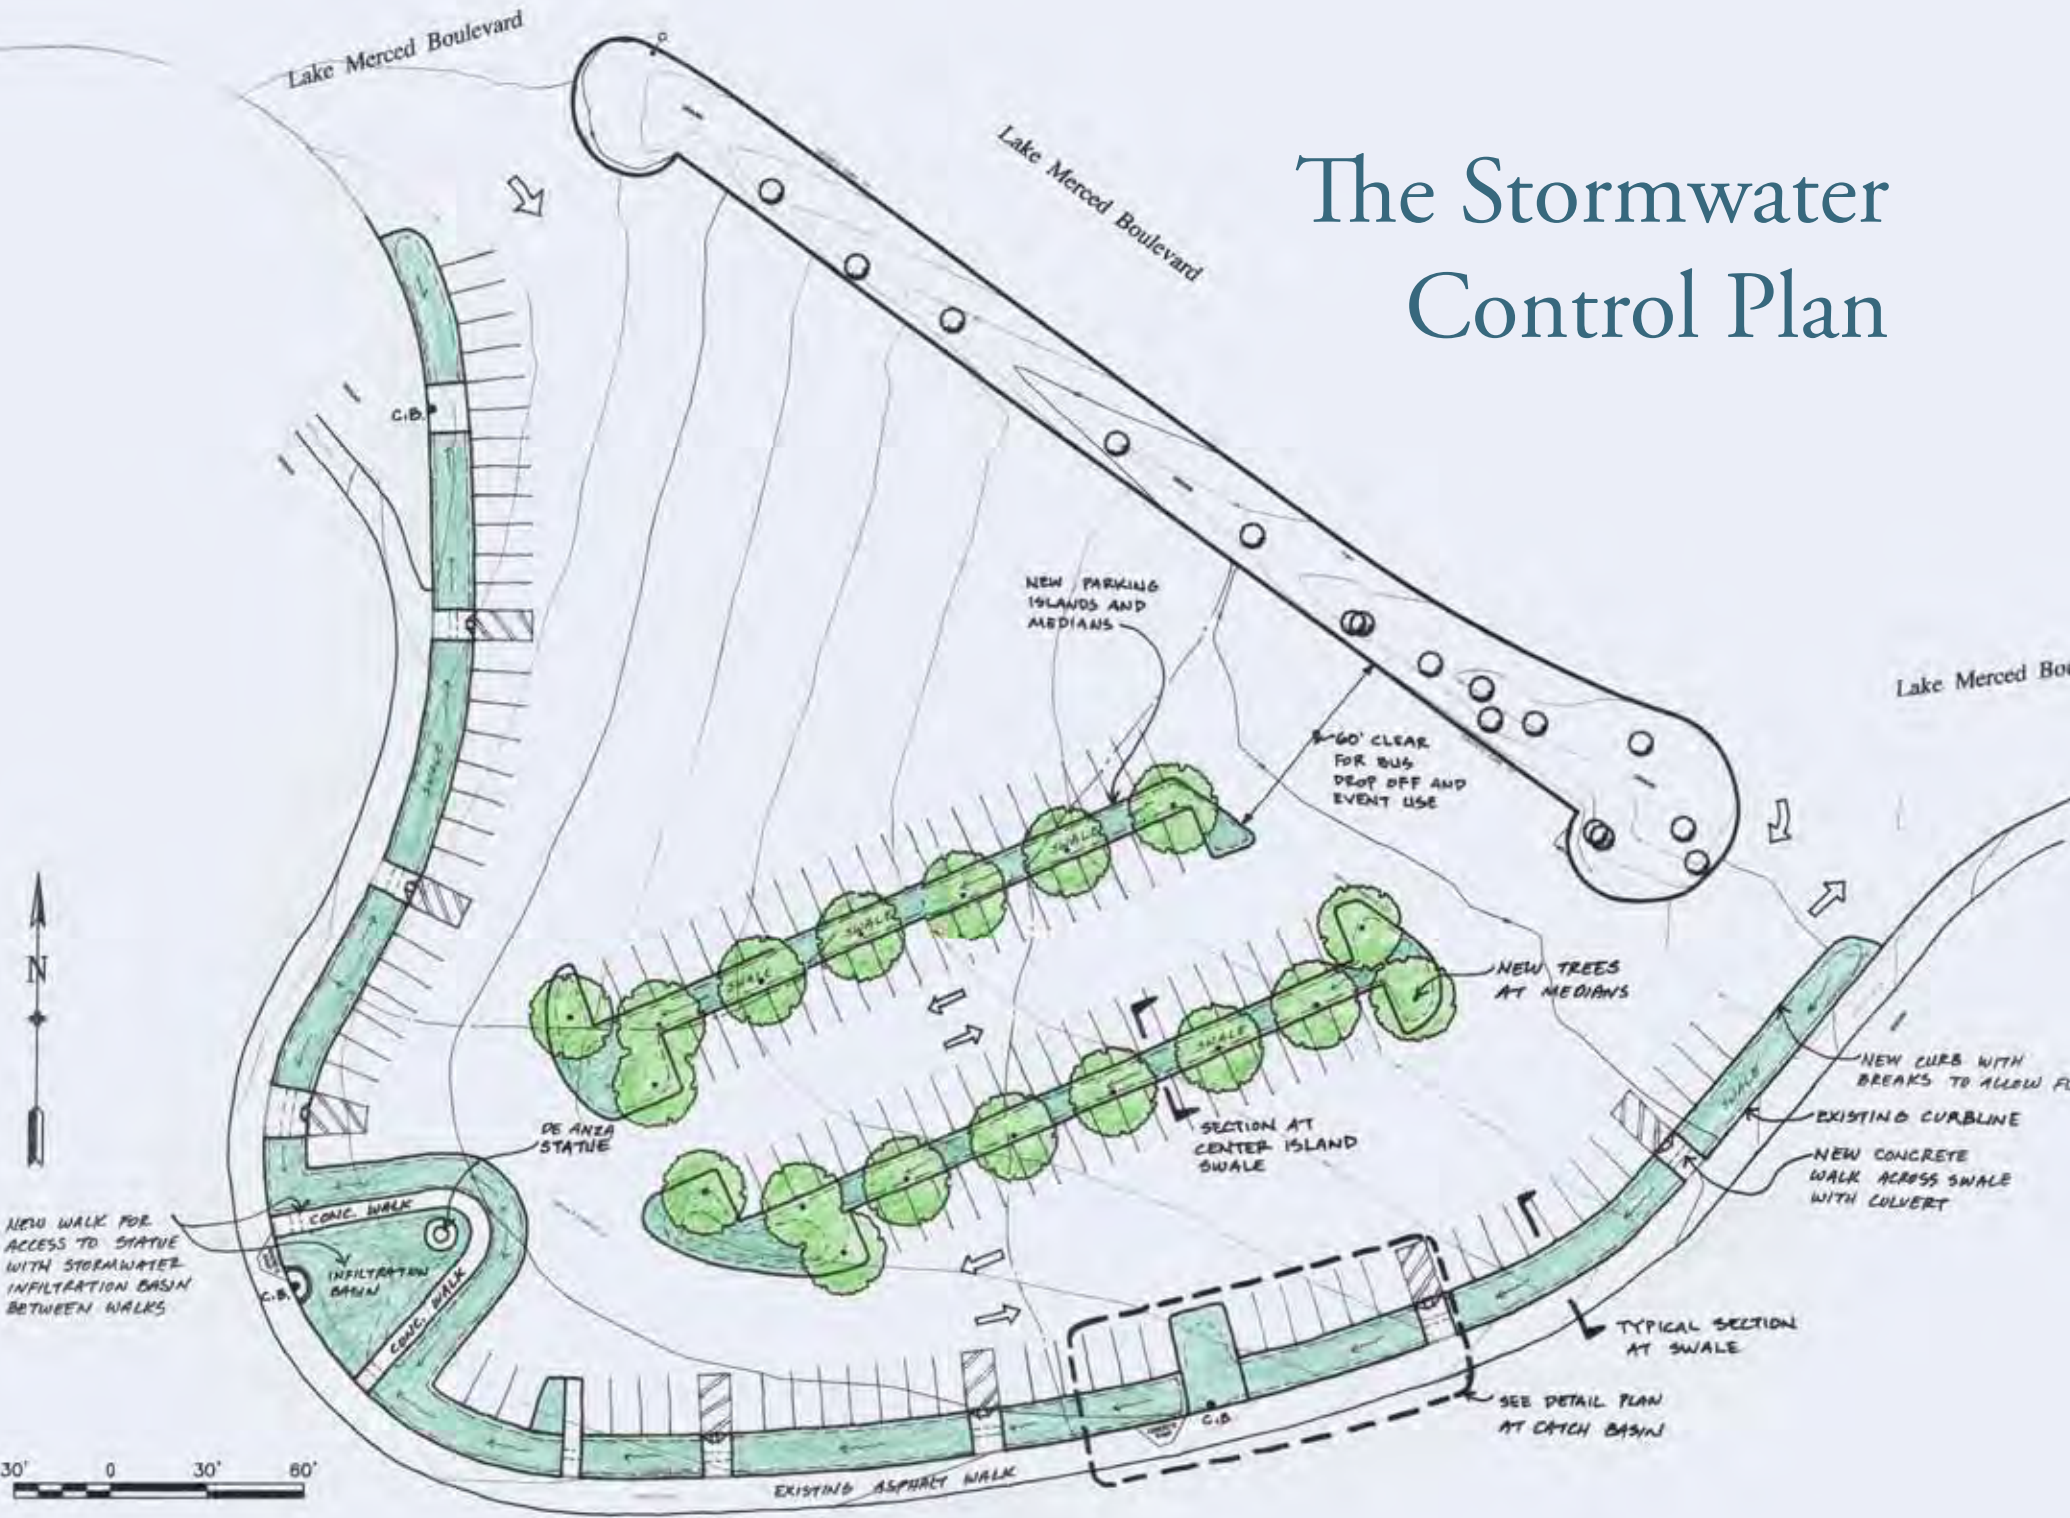 Lake Merced Boulevard
Lake Merced Boulevard
The Stormwater
Control Plan
C.B.
NEW PARKING
ISLANDS AND
MEDIANS
Lake Merced Bou
60' CLEAR
FOR BUS
DROP OFF AND
EVENT USE
SWALE
SWALE
SWALE
SWALE
N
NEW TREES
AT MEDIANS
SWALE
SWALE
NEW CURB WITH
BREAKS TO ALLOW FL
EXISTING CURBLINE
NEW CONCRETE
WALK ACROSS SWALE
WITH CULVERT
SECTION AT
CENTER ISLAND
SWALE
DE ANZA
STATUE
CONC. WALK
NEW WALK FOR
ACCESS TO STATUE
WITH STORMWATER
INFILTRATION BASIN
BETWEEN WALKS
INFILTRATION
BASIN
C.B.
CONC. WALK
TYPICAL SECTION
AT SWALE
SEE DETAIL PLAN
AT CATCH BASIN
C.B.
EXISTING ASPHALT WALK
30' 0 30' 60'